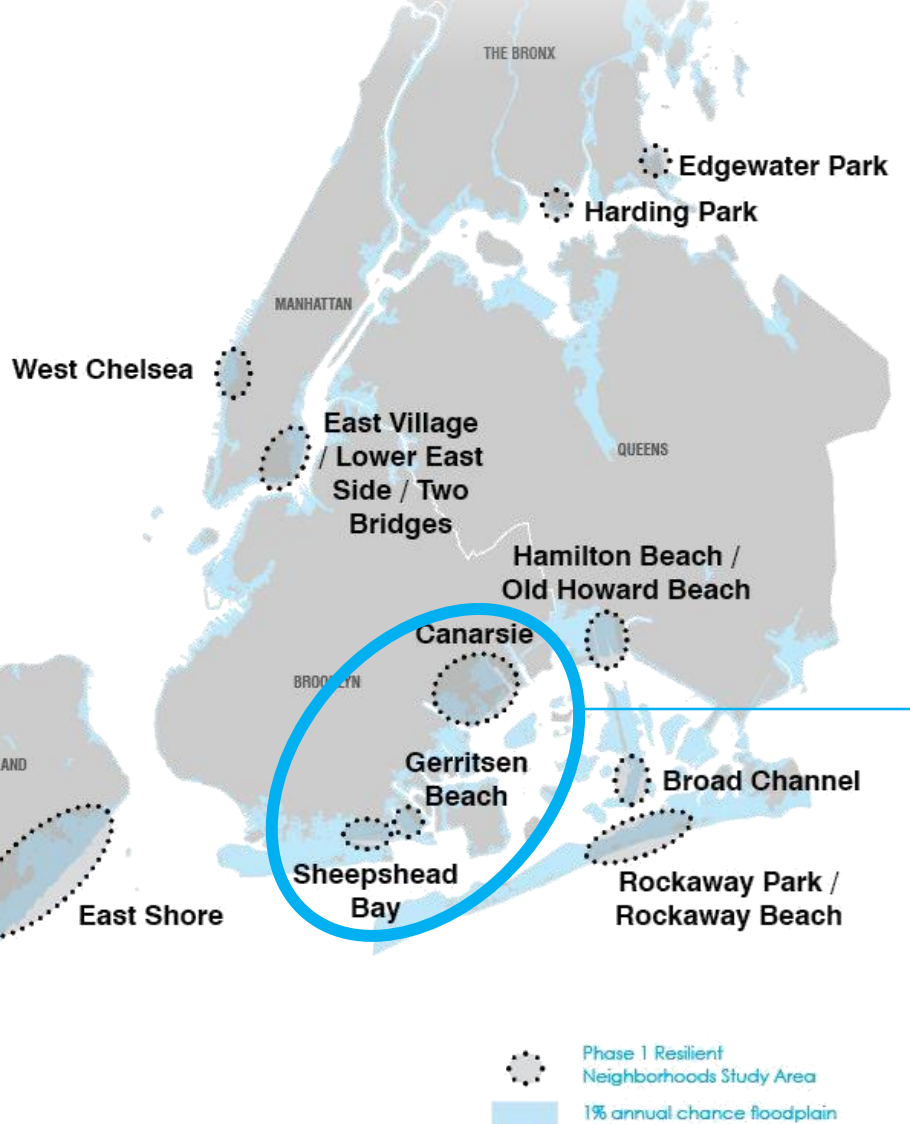 THE BRONX
Edgewater Park
Harding Park
MANHATTAN
West Chelsea
East Village
/ Lower East
Side / Two
Bridges
QUEENS
Hamilton Beach /
Old Howard Beach
Canarsie
BROOKLYN
AND
Gerritsen
Beach
Broad Channel
Sheepshead
Bay
Rockaway Park /
Rockaway Beach
East Shore
Phase 1 Resilient
Neighborhoods Study Area
1% annual chance floodplain